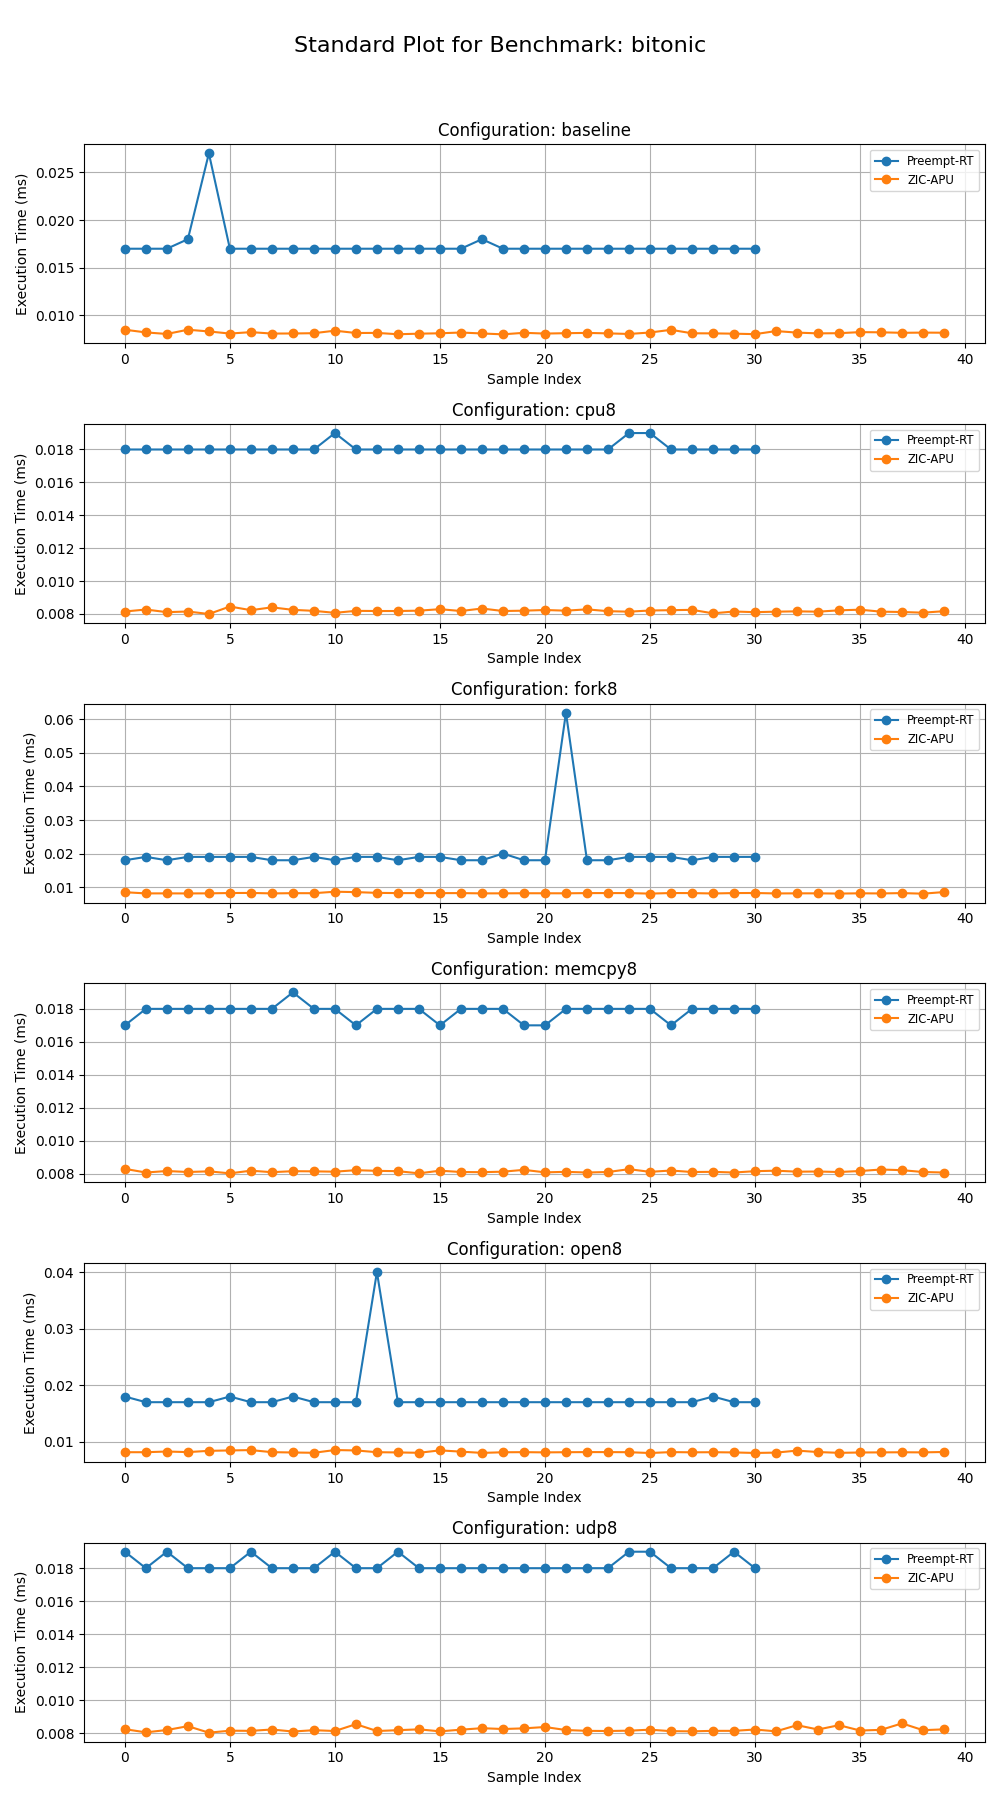 Standard Plot for Benchmark: bitonic
Configuration: baseline
Execution Time (ms)
0.025
0.020
0.015
0.010
Preempt-RT
ZIC-APU
0 5 10 15 20 25 30 35 40
Sample Index
Configuration: cpu8
Execution Time (ms)
0.018
0.016
0.014
0.012
0.010
0.008
Preempt-RT
ZIC-APU
0 5 10 15 20 25 30 35 40
Sample Index
Configuration: fork8
Execution Time (ms)
0.06
0.05
0.04
0.03
0.02
0.01
Preempt-RT
ZIC-APU
0 5 10 15 20 25 30 35 40
Sample Index
Configuration: memcpy8
Execution Time (ms)
0.018
0.016
0.014
0.012
0.010
0.008
Preempt-RT
ZIC-APU
0 5 10 15 20 25 30 35 40
Sample Index
Configuration: open8
Execution Time (ms)
0.04
0.03
0.02
0.01
Preempt-RT
ZIC-APU
0 5 10 15 20 25 30 35 40
Sample Index
Configuration: udp8
Execution Time (ms)
0.018
0.016
0.014
0.012
0.010
0.008
Preempt-RT
ZIC-APU
0 5 10 15 20 25 30 35 40
Sample Index